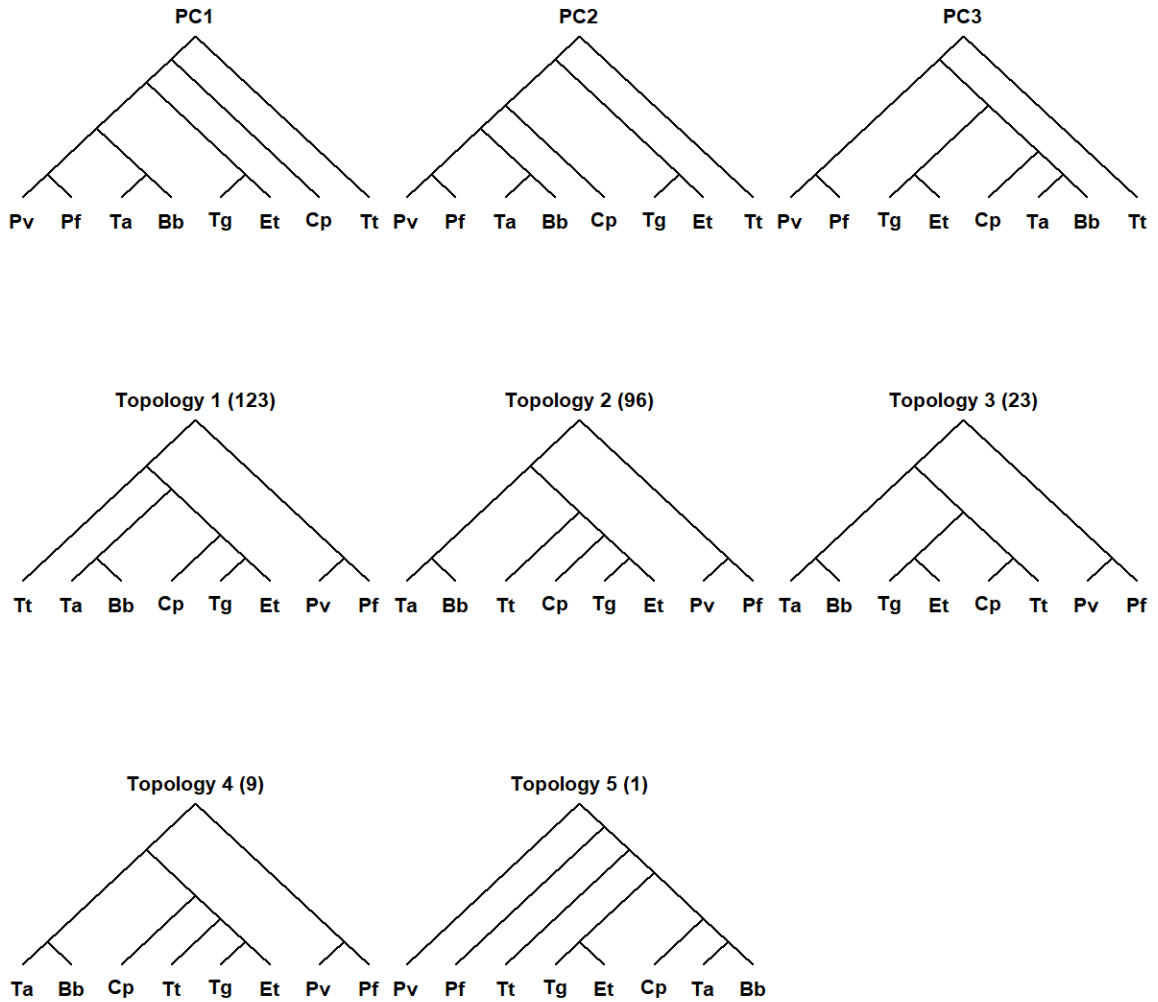 PC1 PC2 PC3
Pv Pf Ta Bb Tg Et Cp Tt Pv Pf Ta Bb Cp Tg Et Tt Pv Pf Tg Et Cp Ta Bb Tt
Topology 1 (123) Topology 2 (96) Topology 3 (23)
Tt Ta Bb Cp Tg Et Pv Pf Ta Bb Tt Cp Tg Et Pv Pf Ta Bb Tg Et Cp Tt Pv Pf
Topology 4 (9) Topology 5 (1)
Ta Bb Cp Tt Tg Et Pv Pf Pv Pf Tt Tg Et Cp Ta Bb